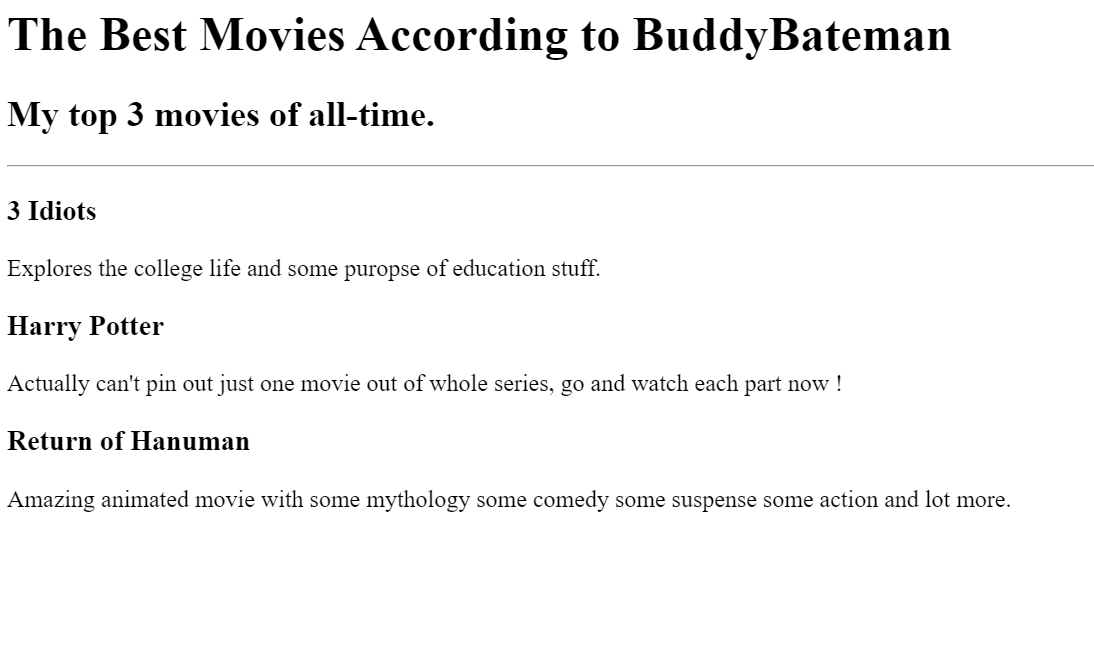 The Best Movies According to BuddyBateman
My top 3 movies of all-time.
3 Idiots
Explores the college life and some puropse of education stuff.
Harry Potter
Actually can't pin out just one movie out of whole series, go and watch each part now !
Return of Hanuman
Amazing animated movie with some mythology some comedy some suspense some action and lot more.